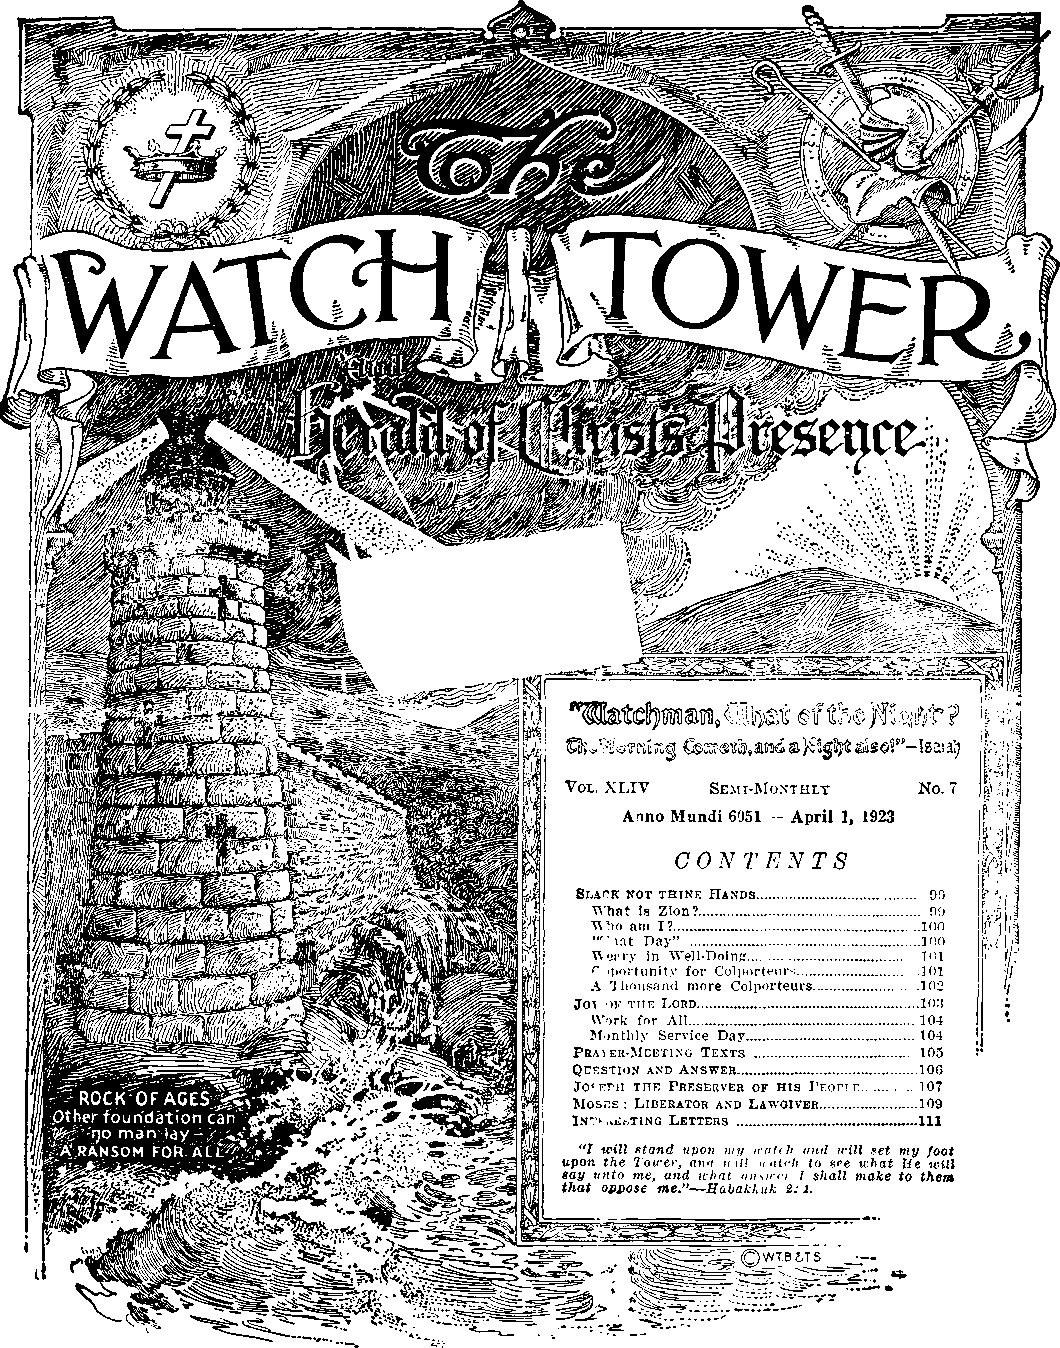 The
WATCH TOWER
And
Herald of Christ's Presence
"Watchman, What of the Night?
The Morning Cometh, and a Night also!"—Isaiah
VOL. XLIV SEMI-MONTHLY No. 7
Anno Mundi 6051 — April 1, 1923
CONTENTS
SLACK NOT THINE HANDS 99
What is Zion? 99
Who am I? 100
"That Day" 100
Weary in Well-Doing 101
Opportunity for Colporteurs 101
A Thousand more Colporteurs 102
JOY OF THE LORD 103
Work for All 104
Monthly Service Day 104
PRAYER-MEETING TEXTS 105
QUESTION AND ANSWER 106
JOSEPH THE PRESERVER OF HIS PEOPLE 107
MOSES: LIBERATOR AND LAWGIVER 109
INTERESTING LETTERS 111
"I will stand upon my watch and will set my foot
upon the Tower, and will watch to see what He will
say unto me, and what answer I shall make to them
that oppose me."—Habakkuk 2:1.
ROCK OF AGES
Other foundation can
no man lay—
A RANSOM FOR ALL
©WTB&TS